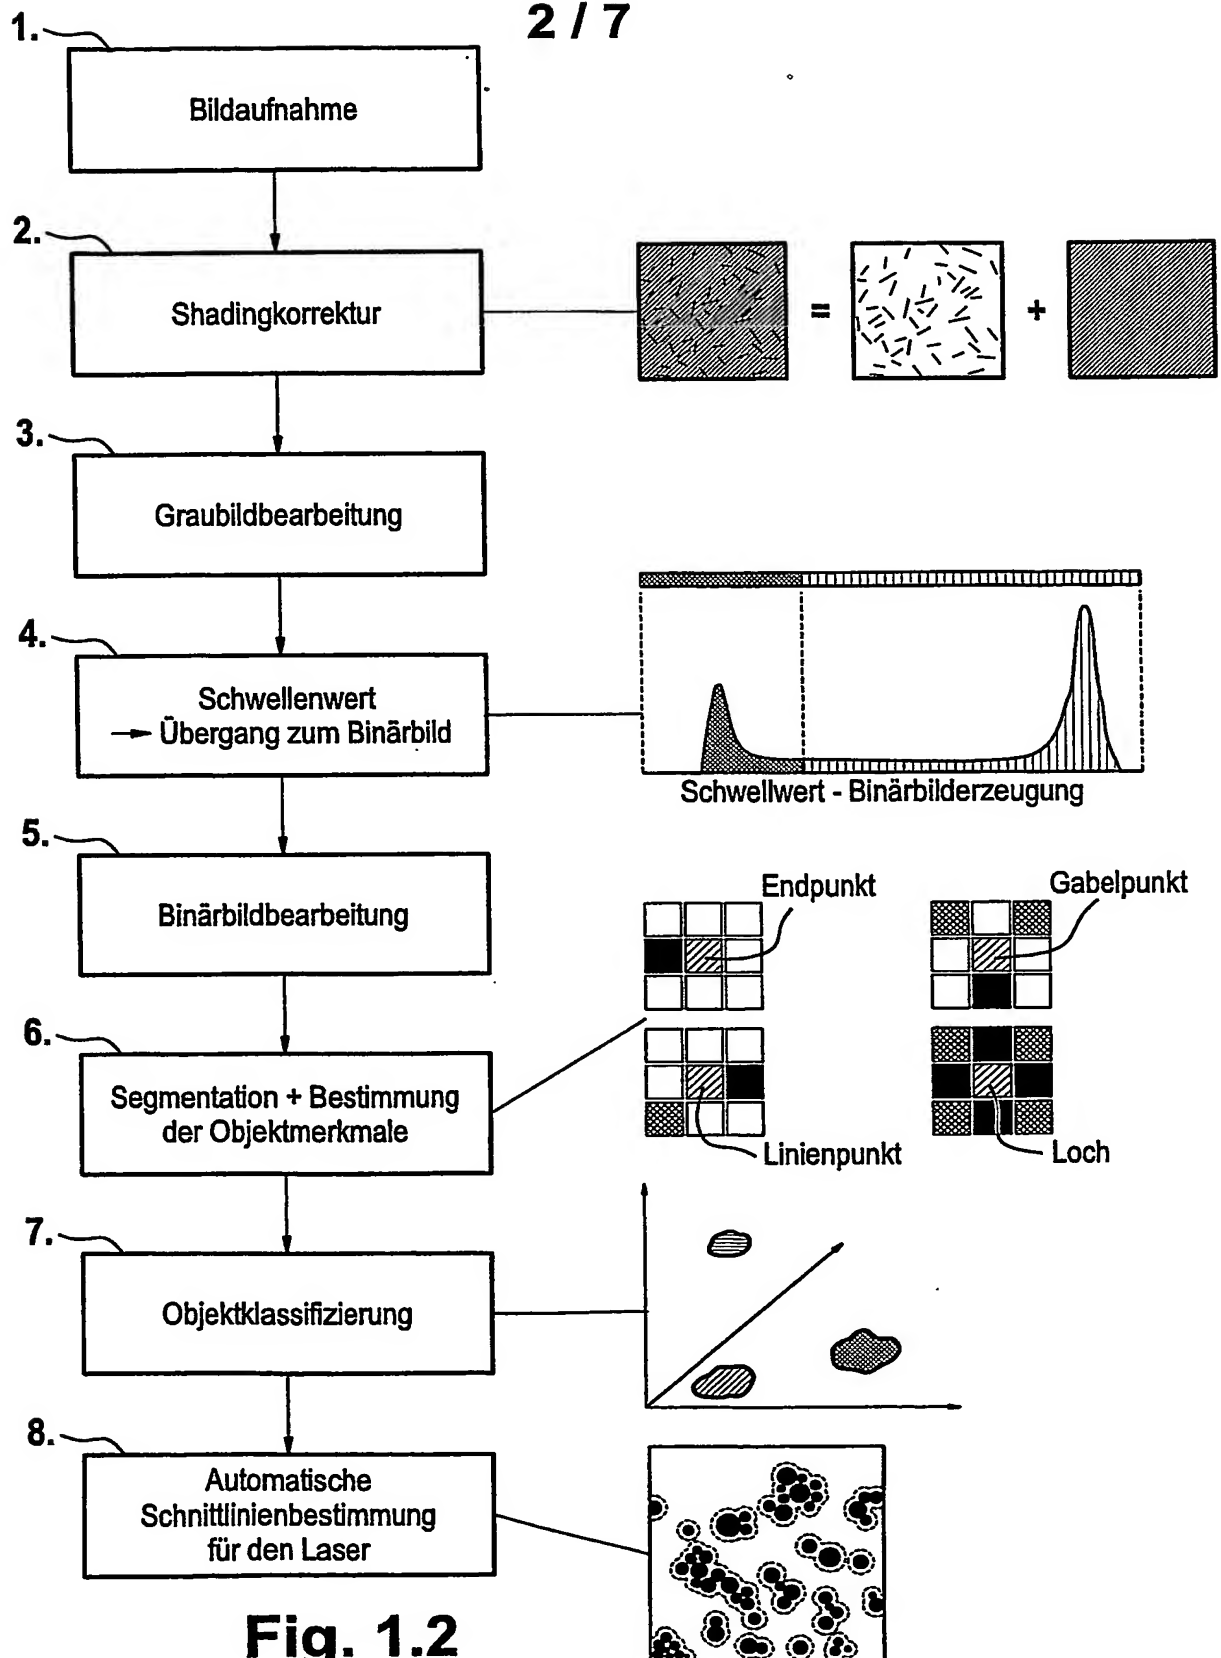 2 / 7
1.
Bildaufnahme
2.
Shadingkorrektur
=
+
3.
Graubildbearbeitung
4.
Schwellenwert
→ Übergang zum Binärbild
Schwellwert - Binärbilderzeugung
5.
Binärbildbearbeitung
Endpunkt
Gabelpunkt
6.
Segmentation + Bestimmung
der Objektmerkmale
Linienpunkt
Loch
7.
Objektklassifizierung
8.
Automatische
Schnittlinienbestimmung
für den Laser
Fig. 1.2